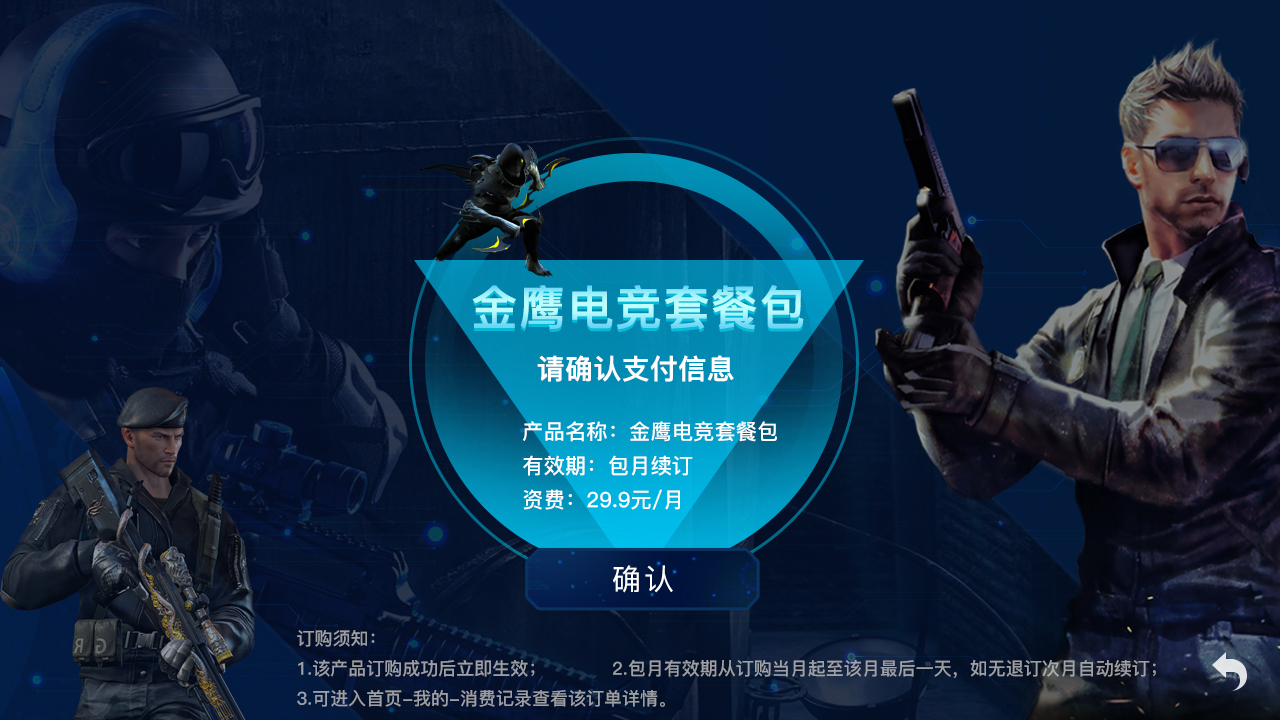 金鹰电竞套餐包
请确认支付信息
产品名称：金鹰电竞套餐包
有效期：包月续订
资费：29.9元/月
确认
订购须知：
1.该产品订购成功后立即生效；　2.包月有效期从订购当月起至该月最后一天，如无退订次月自动续订；
3.可进入首页–我的–消费记录查看该订单详情。